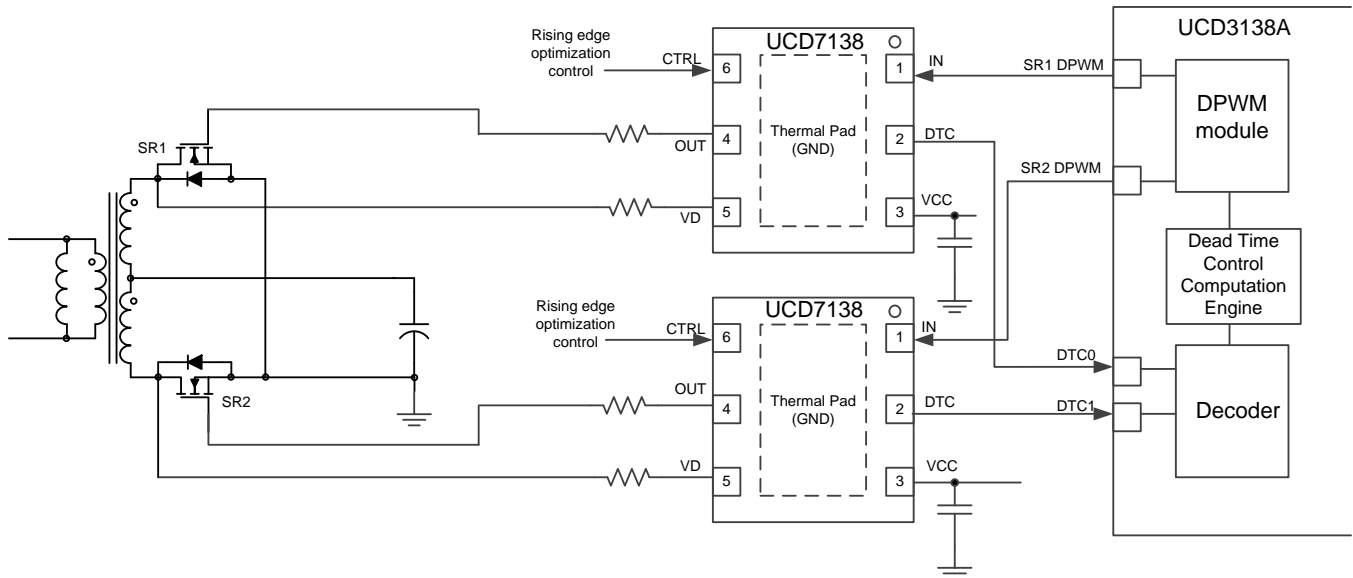 UCD3138A
Rising edge
optimization
control
CTRL
UCD7138
6
1
IN
SR1 DPWM
DPWM
module
SR1
OUT
4
Thermal Pad
(GND)
2
DTC
SR2 DPWM
VD
5
3
VCC
Dead Time
Control
Computation
Engine
Rising edge
optimization
control
CTRL
UCD7138
6
1
IN
DTC0
SR2
OUT
4
Thermal Pad
(GND)
2
DTC
DTC1
Decoder
VD
5
3
VCC